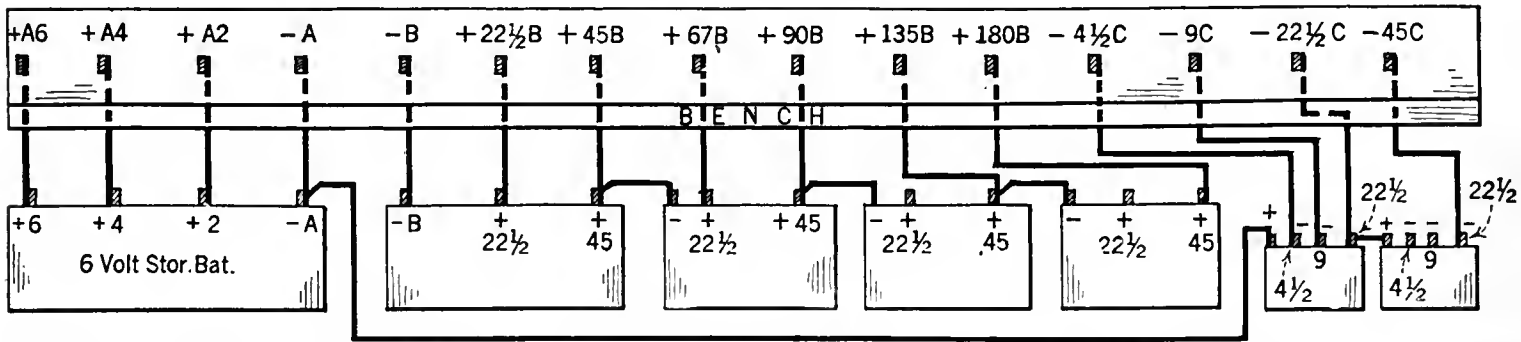 +A6 +A4 +A2 -A -B +22½B +45B +67B +90B +135B +180B -4½C -9C -22½C -45C
BENCH
+6 +4 +2 -A
6 Volt Stor. Bat.
-B + 22½ + 45
- + 22½ +45
- + 22½ + 45
- + 22½ + 45
+ - - 22½
4½ 9
+ - - - 22½
4½ 9